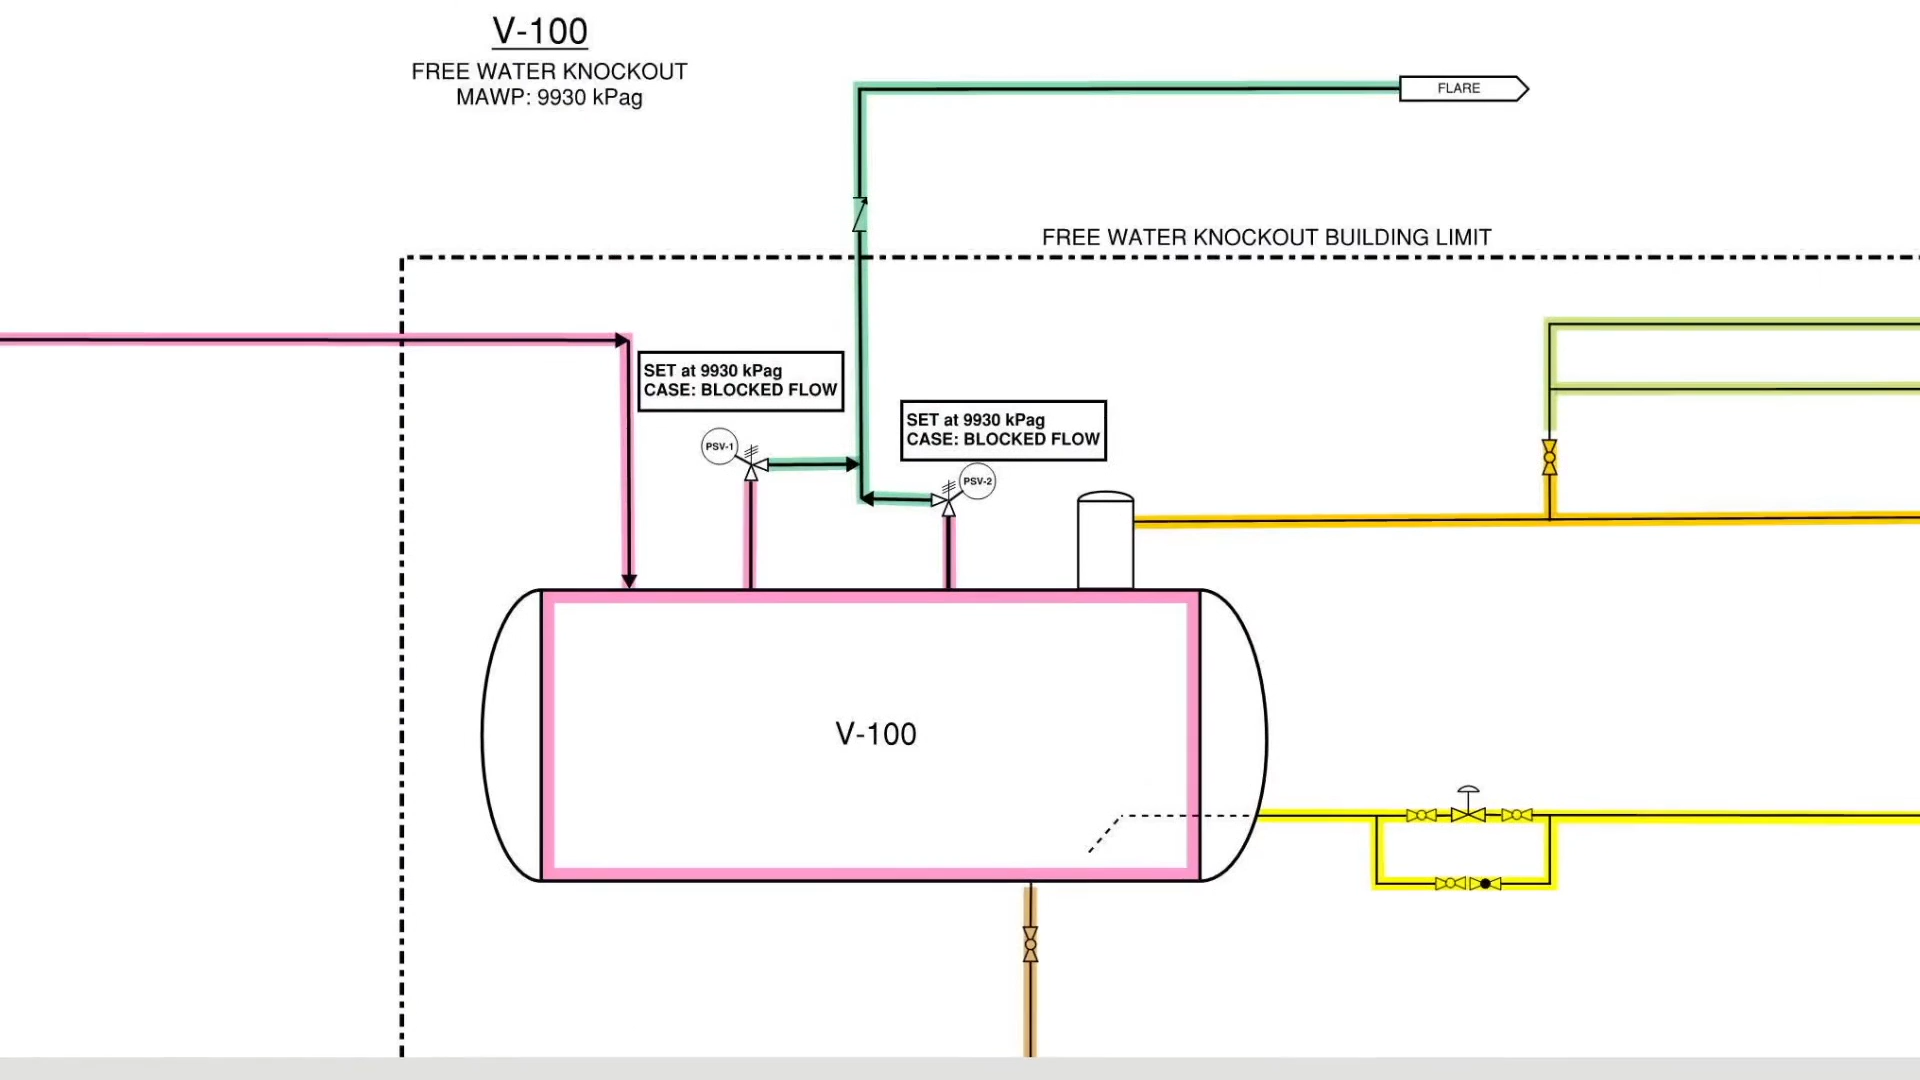 V-100
FREE WATER KNOCKOUT
MAWP: 9930 kPag
FLARE
FREE WATER KNOCKOUT BUILDING LIMIT
SET at 9930 kPag
CASE: BLOCKED FLOW
SET at 9930 kPag
CASE: BLOCKED FLOW
PSV-1
PSV-2
V-100